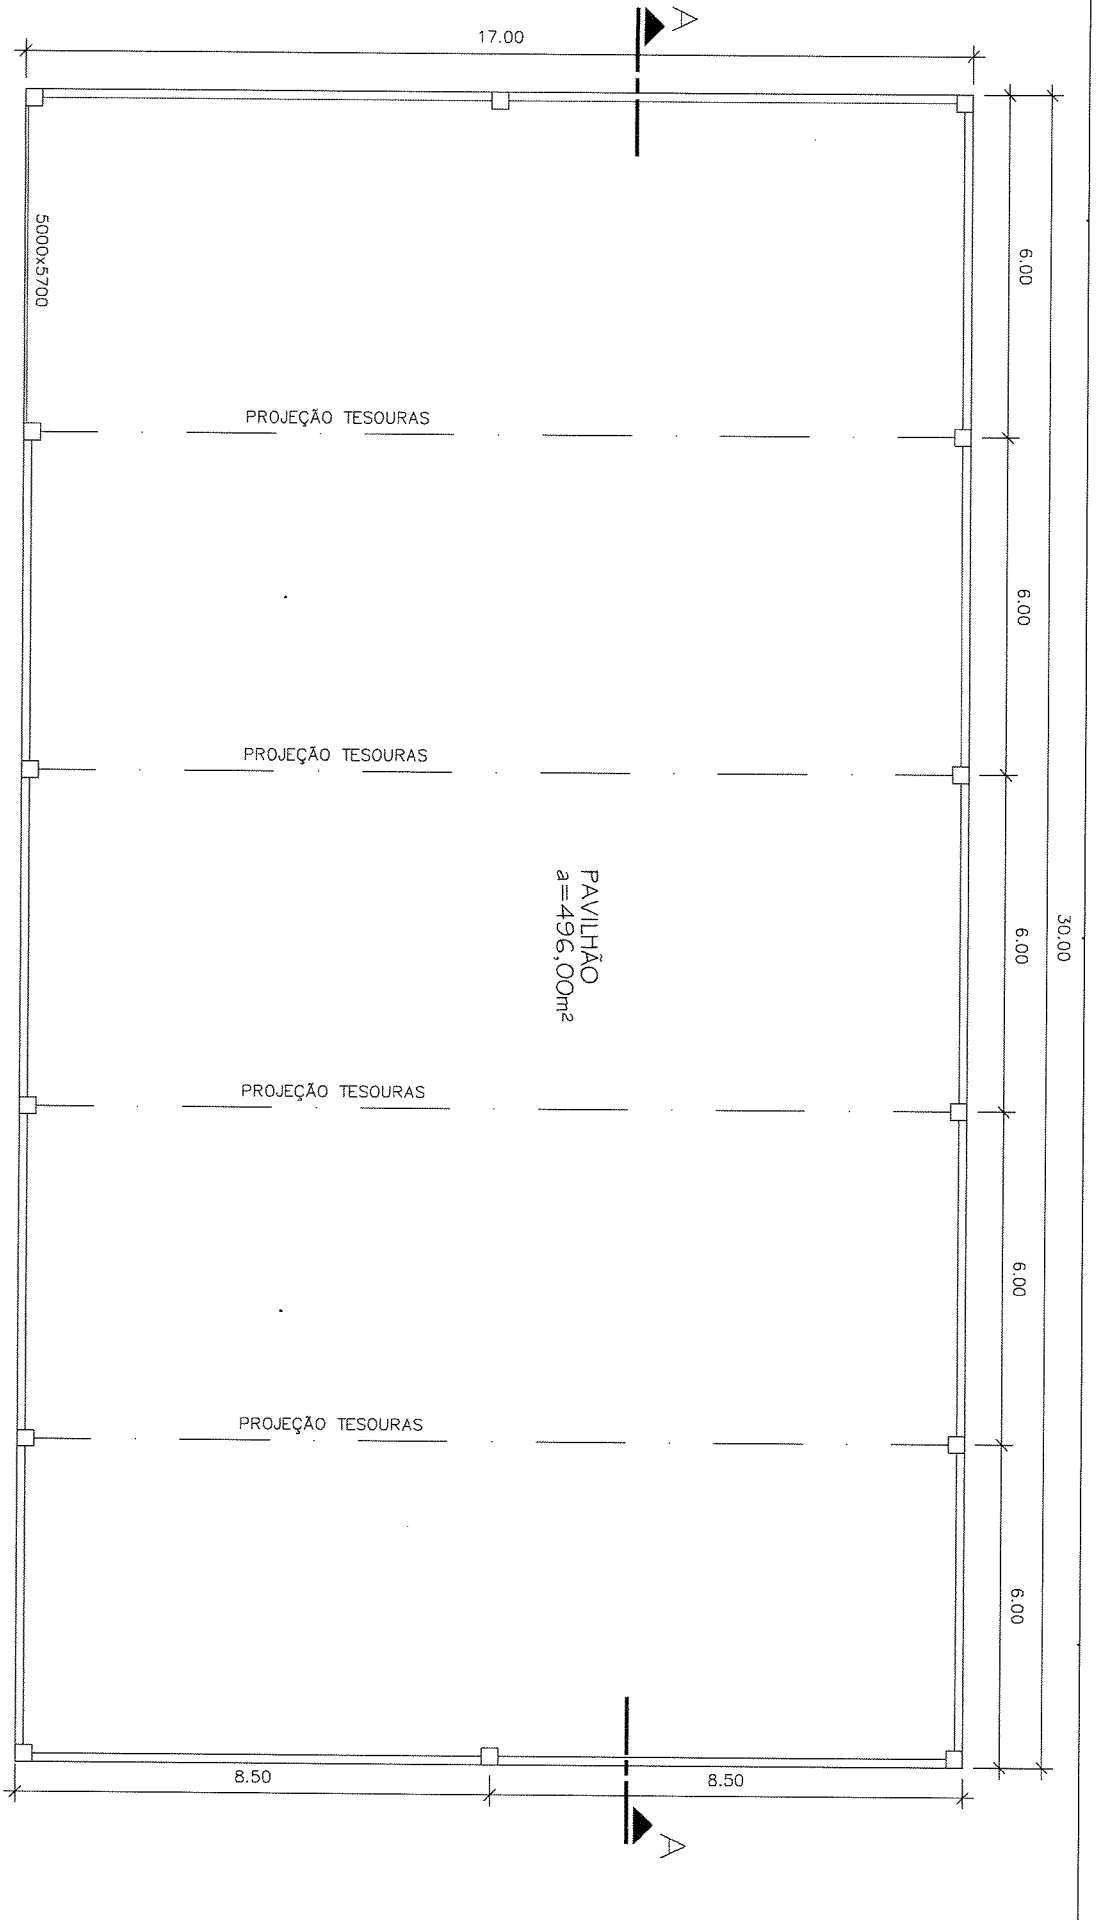 A
17.00
6.00
30.00
5000x5700
PROJEÇÃO TESOURAS
6.00
PROJEÇÃO TESOURAS
PAVILHÃO
a=496,00m²
6.00
PROJEÇÃO TESOURAS
6.00
PROJEÇÃO TESOURAS
6.00
8.50
8.50
A